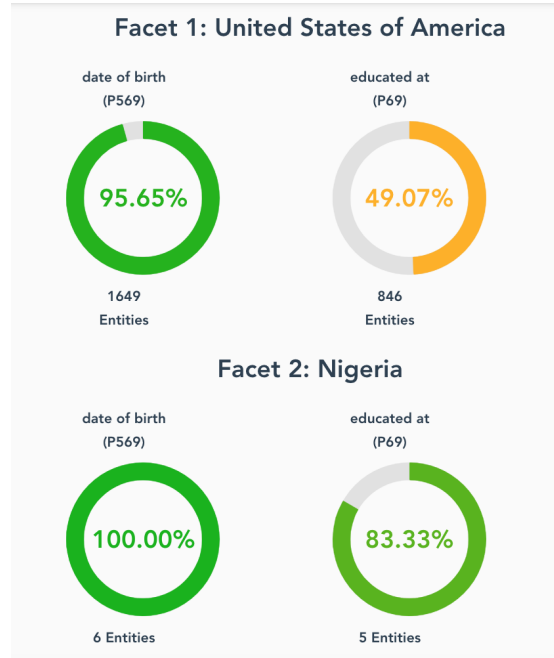 Facet 1: United States of America
date of birth
(P569)
95.65%
1649
Entities
educated at
(P69)
49.07%
846
Entities
Facet 2: Nigeria
date of birth
(P569)
100.00%
6 Entities
educated at
(P69)
83.33%
5 Entities